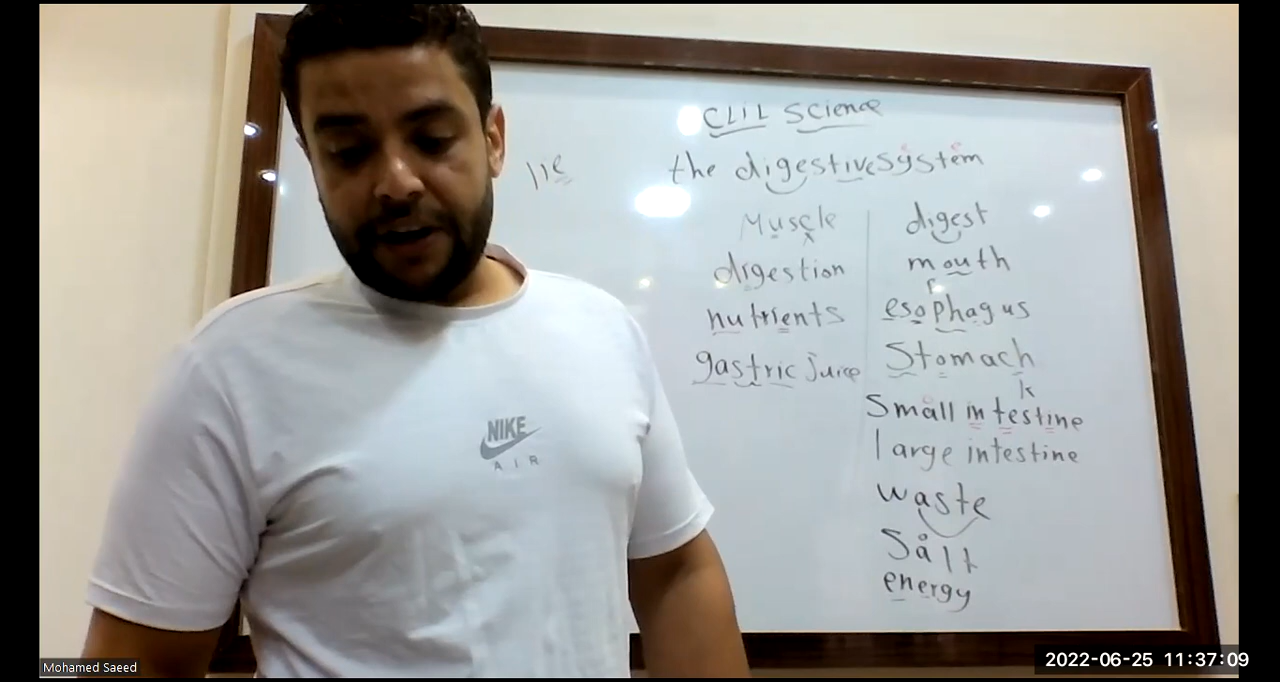 CLIL Science
the digestive system
Muscle
digestion
nutrients
gastric juice
digest
mouth
f
esophagus
Stomach
k
Small intestine
large intestine
waste
Salt
energy
NIKE
AIR
Mohamed Saeed
2022-06-25 11:37:09